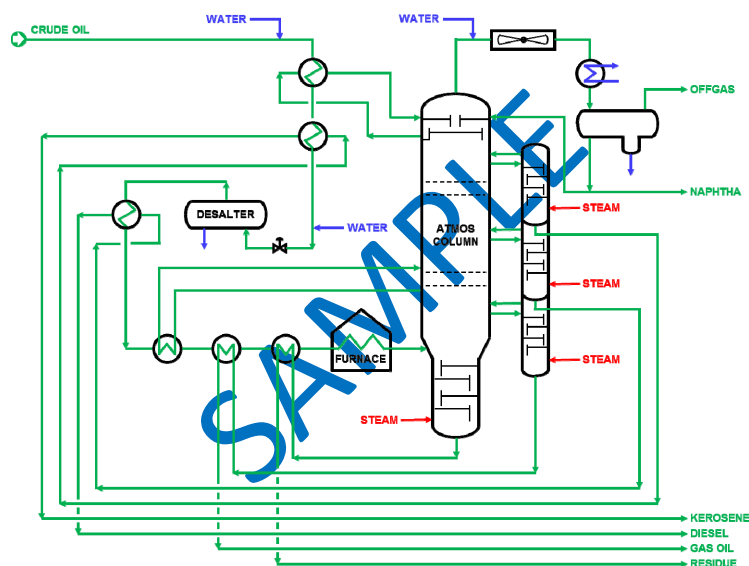 WATER
WATER
CRUDE OIL
OFFGAS
NAPHTHA
DESALTER
STEAM
WATER
ATMOS
COLUMN
STEAM
FURNACE
STEAM
STEAM
SAMPLE
KEROSENE
DIESEL
GAS OIL
RESIDUE